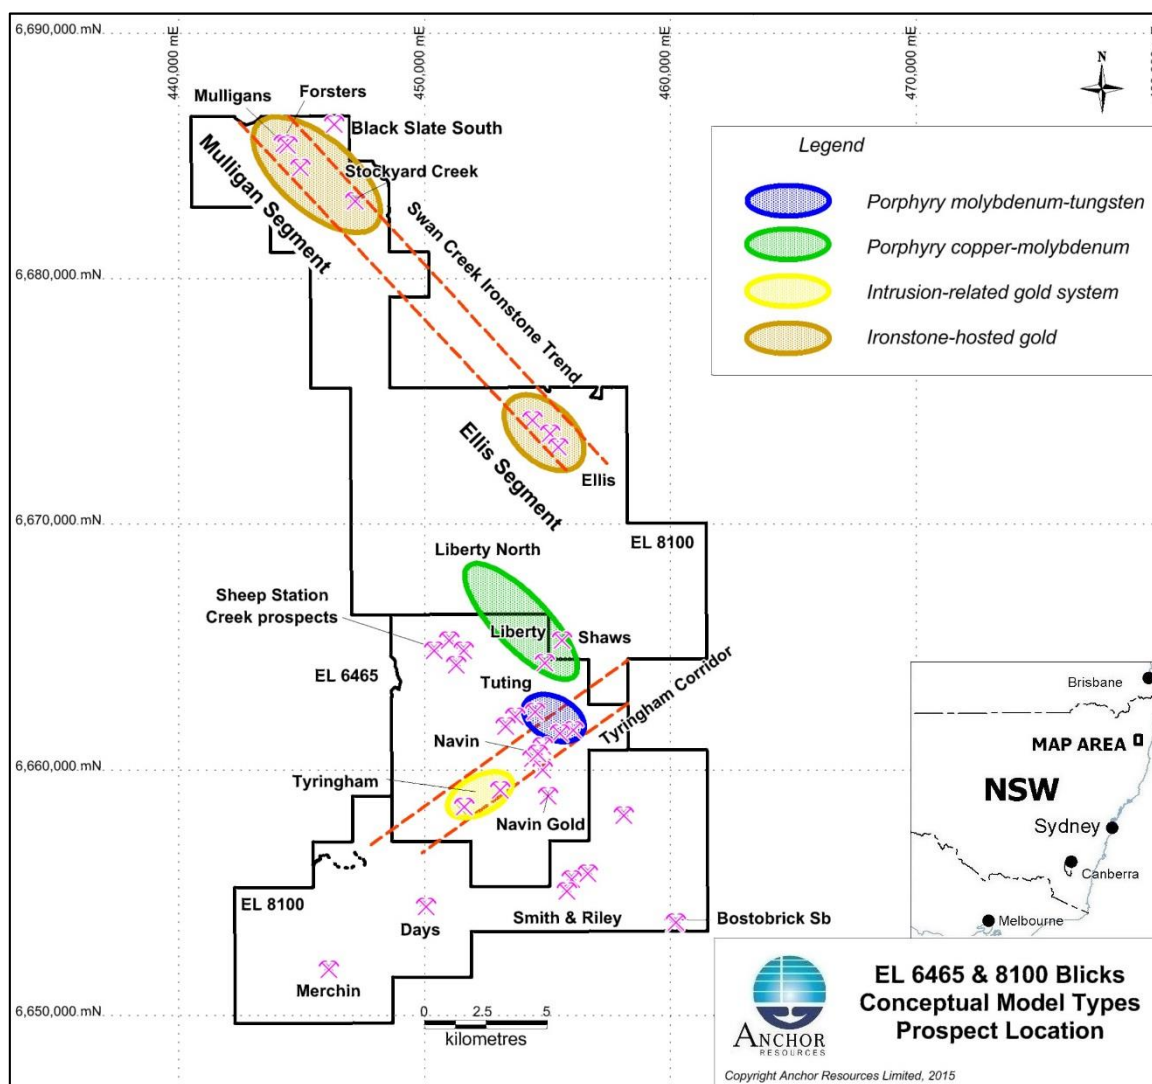 6,690,000 mN
440,000 mE
450,000 mE
460,000 mE
470,000 mE
N
Mulligans
Forsters
Black Slate South
Stockyard Creek
Mulligan Segment
Swan Creek Ironstone Trend
6,680,000 mN
Legend
Porphyry molybdenum-tungsten
Porphyry copper-molybdenum
Intrusion-related gold system
Ironstone-hosted gold
Ellis Segment
Ellis
6,670,000 mN
EL 8100
Liberty North
Sheep Station
Creek prospects
Liberty
Shaws
EL 6465
Tuting
Tyringham Corridor
Navin
6,660,000 mN
Tyringham
Navin Gold
EL 8100
Days
Smith & Riley
Bostobrick Sb
Merchin
6,650,000 mN
0 2.5 5
kilometres
Brisbane
MAP AREA
NSW
Sydney
Canberra
Melbourne
ANCHOR
RESOURCES
EL 6465 & 8100 Blicks
Conceptual Model Types
Prospect Location
Copyright Anchor Resources Limited, 2015